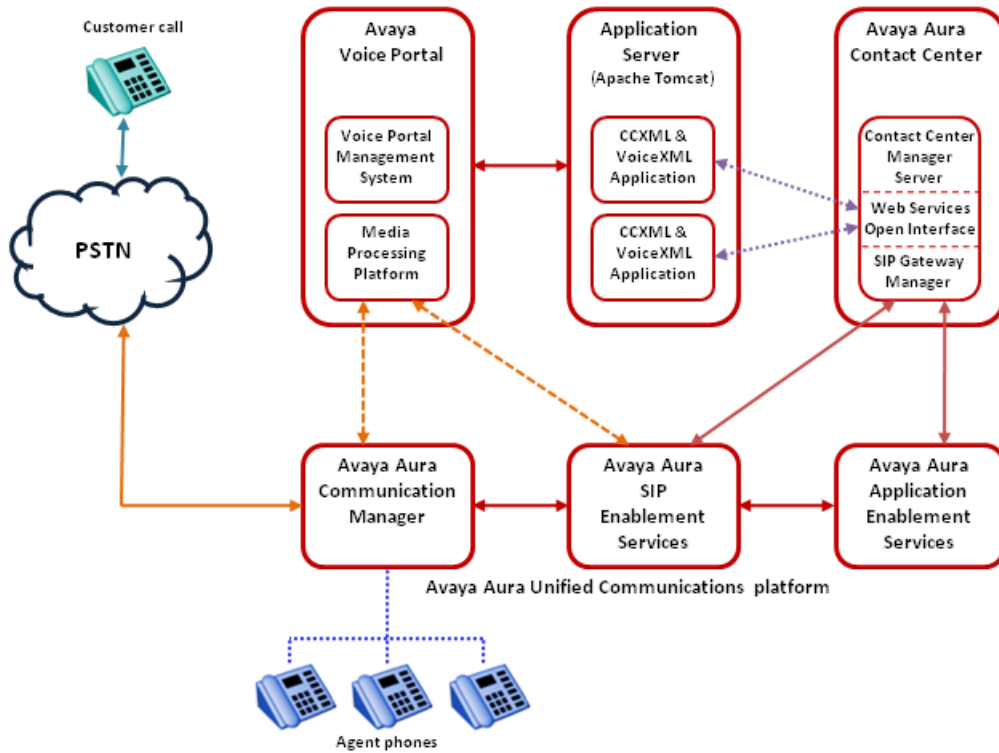 Customer call
PSTN
Avaya
Voice Portal
Voice Portal
Management
System
Media
Processing
Platform
Application
Server
(Apache Tomcat)
CCXML &
VoiceXML
Application
CCXML &
VoiceXML
Application
Avaya Aura
Contact Center
Contact Center
Manager
Server
Web Services
Open Interface
SIP Gateway
Manager
Avaya Aura
Communication
Manager
Avaya Aura
SIP
Enablement
Services
Avaya Aura
Application
Enablement
Services
Avaya Aura Unified Communications platform
Agent phones